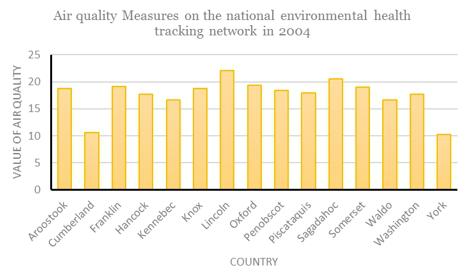 Air quality Measures on the national environmental health
tracking network in 2004
VALUE OF AIR QUALITY
25
20
15
10
5
0
Aroostook
Cumberland
Franklin
Hancock
Kennebec
Knox
Lincoln
Oxford
Penobscot
Piscataquis
Sagadahoc
Somerset
Waldo
Washington
York
COUNTRY